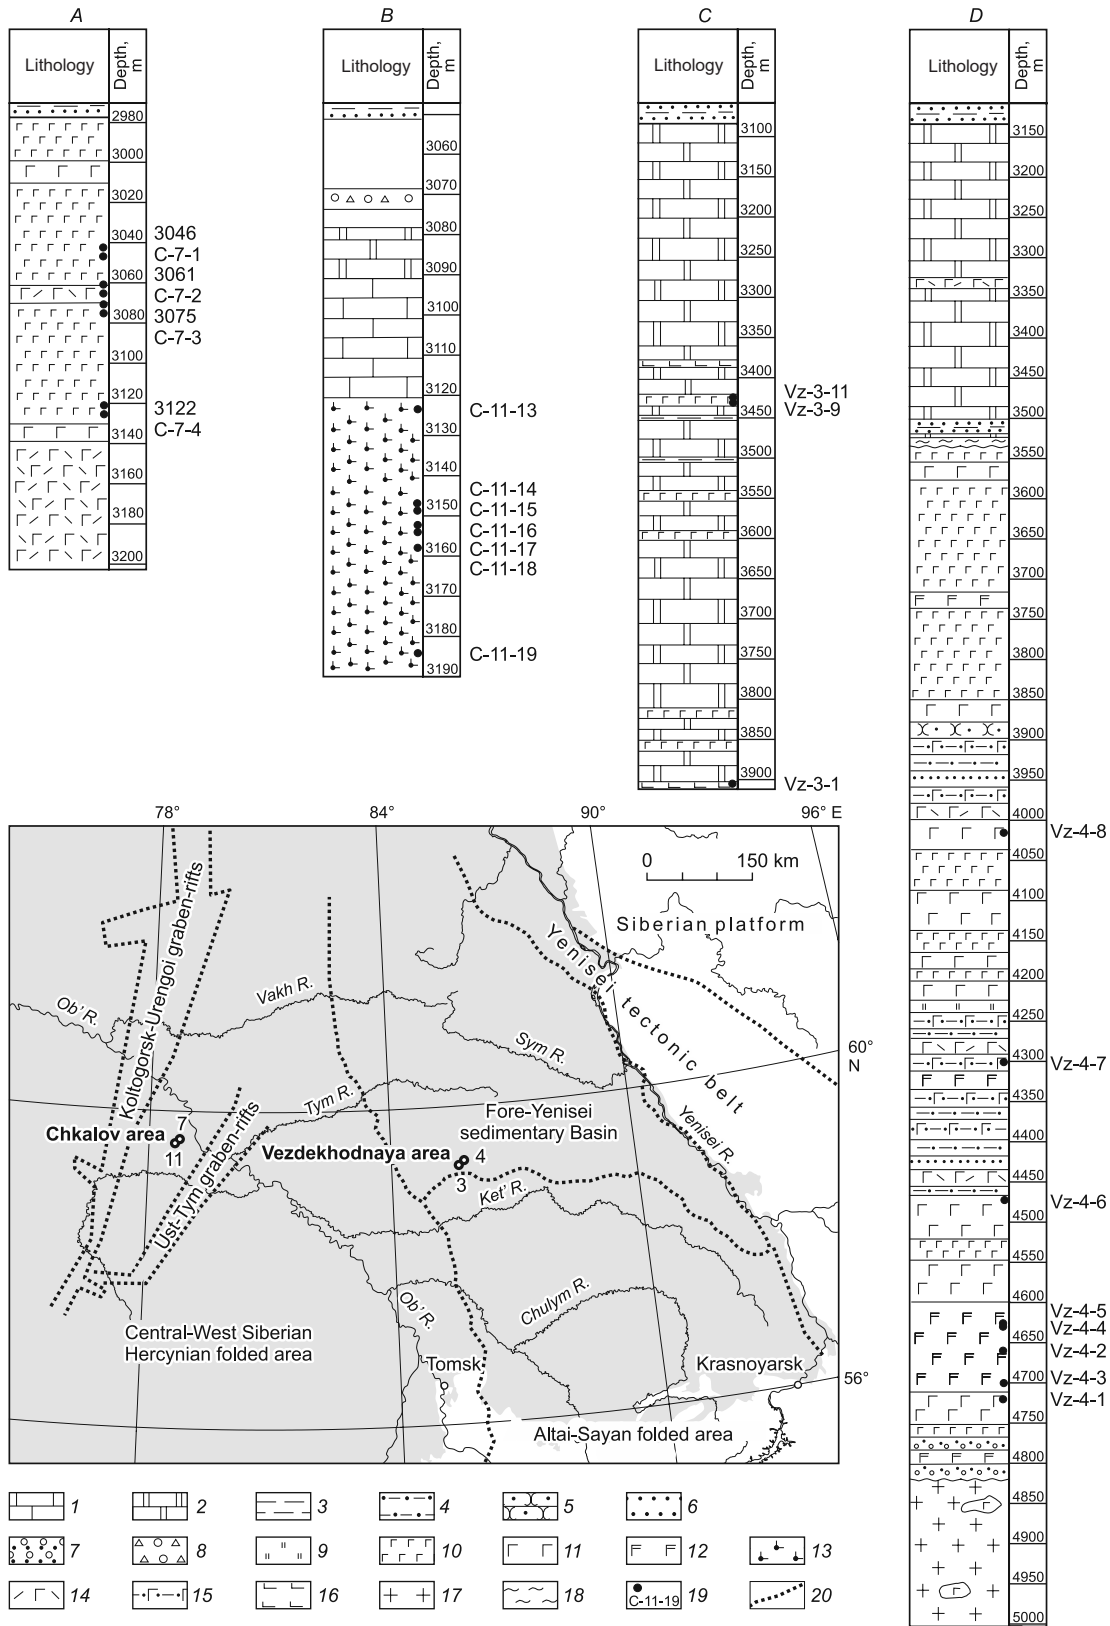 A
B
C
D
Lithology
Depth, m
Lithology
Depth, m
Lithology
Depth, m
Lithology
Depth, m
2980
3000
3020
3040
3060
3080
3100
3120
3140
3160
3180
3200
3046
C-7-1
3061
C-7-2
3075
C-7-3
3122
C-7-4
3060
3070
3080
3090
3100
3110
3120
3130
3140
3150
3160
3170
3180
3190
C-11-13
C-11-14
C-11-15
C-11-16
C-11-17
C-11-18
C-11-19
3100
3150
3200
3250
3300
3350
3400
3450
3500
3550
3600
3650
3700
3750
3800
3850
3900
Vz-3-11
Vz-3-9
Vz-3-1
3150
3200
3250
3300
3350
3400
3450
3500
3550
3600
3650
3700
3750
3800
3850
3900
3950
4000
4050
4100
4150
4200
4250
4300
4350
4400
4450
4500
4550
4600
4650
4700
4750
4800
4850
4900
4950
5000
Vz-4-8
Vz-4-7
Vz-4-6
Vz-4-5
Vz-4-4
Vz-4-2
Vz-4-3
Vz-4-1
78°
84°
90°
96° E
0
150 km
Siberian platform
Yenisei tectonic belt
Koltogorsk-Urengoi graben-rifts
Ob' R.
Vakh R.
Sym R.
60°
N
Tym R.
Fore-Yenisei
sedimentary Basin
Yenisei R.
Chkalov area
7
11
Vezdekhodnaya area
4
3
Ust-Tym graben-rifts
Ket' R.
Ob' R.
Chulym R.
Central-West Siberian
Hercynian folded area
Tomsk
Krasnoyarsk
56°
Altai-Sayan folded area
1
2
3
4
5
6
7
8
9
10
11
12
13
14
15
16
17
18
C-11-19
19
20